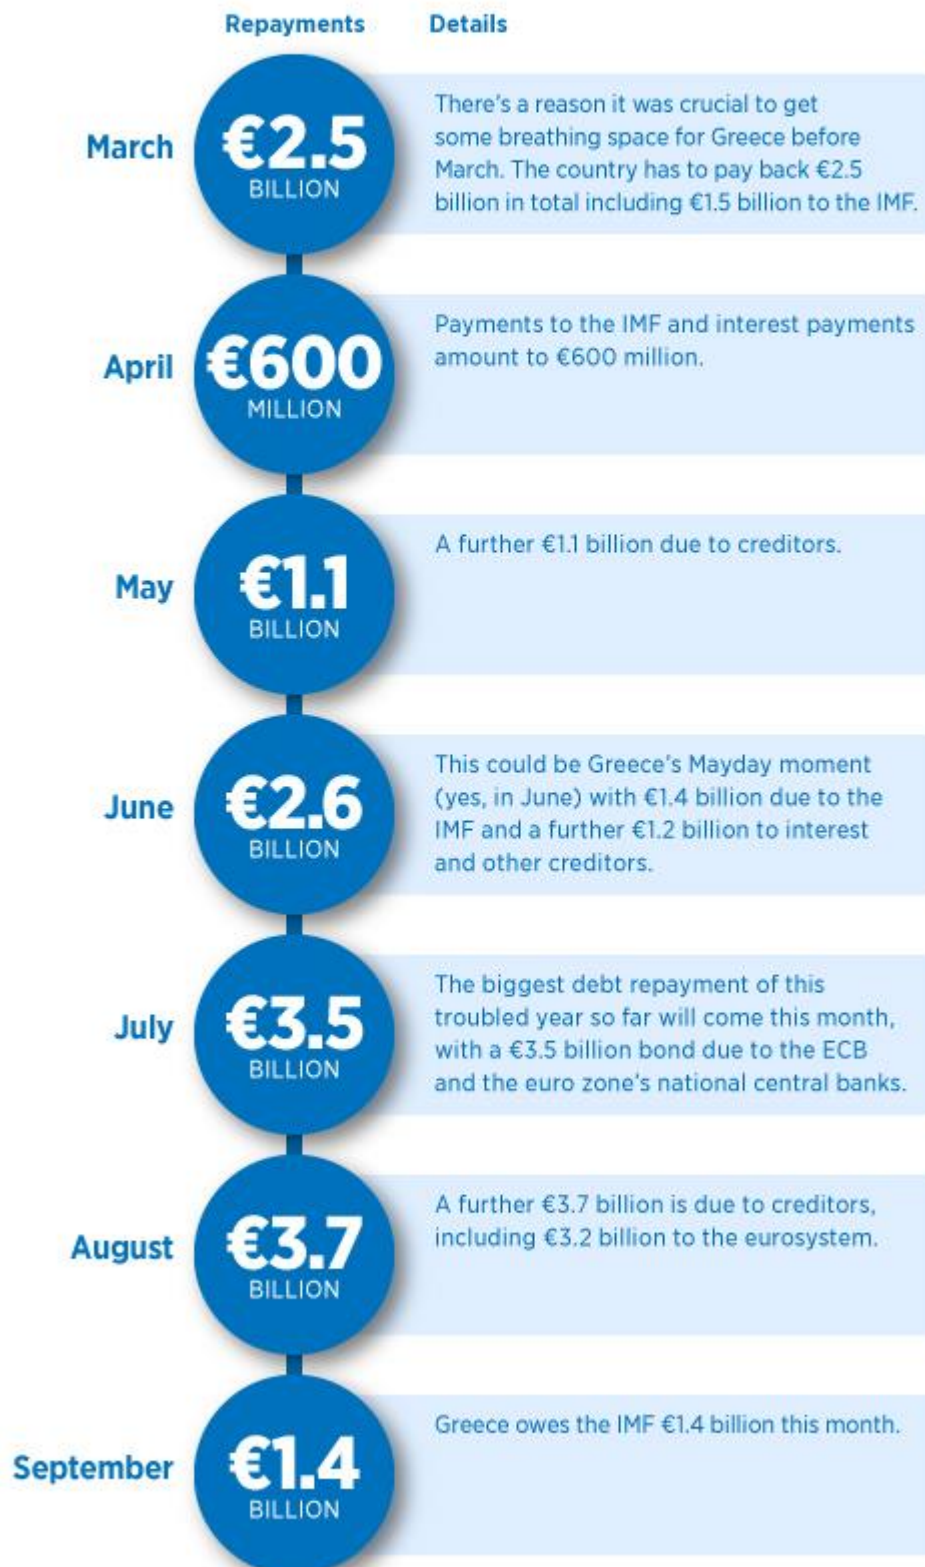 Repayments Details
March
€2.5
BILLION
There's a reason it was crucial to get
some breathing space for Greece before
March. The country has to pay back €2.5
billion in total including €1.5 billion to the IMF.
April
€600
MILLION
Payments to the IMF and interest payments
amount to €600 million.
May
€1.1
BILLION
A further €1.1 billion due to creditors.
June
€2.6
BILLION
This could be Greece's Mayday moment
(yes, in June) with €1.4 billion due to the
IMF and a further €1.2 billion to interest
and other creditors.
July
€3.5
BILLION
The biggest debt repayment of this
troubled year so far will come this month,
with a €3.5 billion bond due to the ECB
and the euro zone's national central banks.
August
€3.7
BILLION
A further €3.7 billion is due to creditors,
including €3.2 billion to the eurosystem.
September
€1.4
BILLION
Greece owes the IMF €1.4 billion this month.